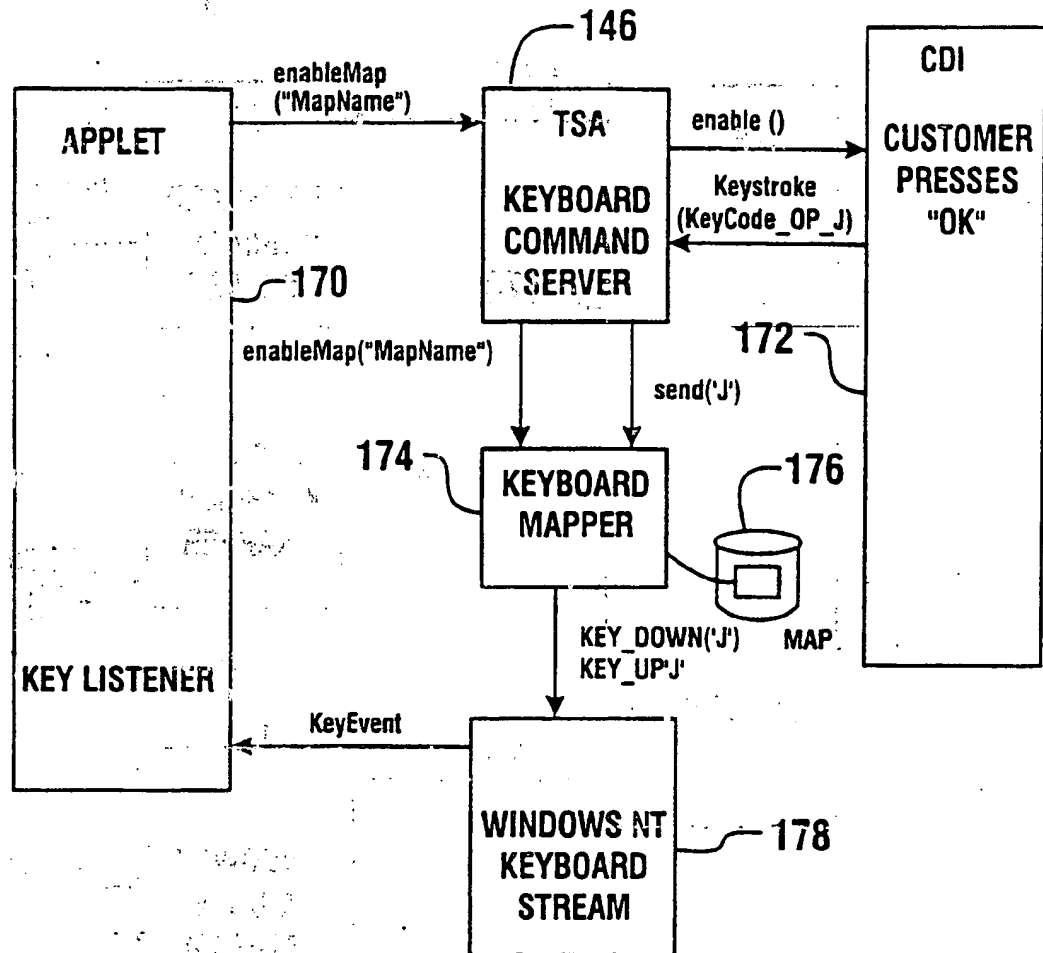 146
CDI
CUSTOMER
PRESSES
"OK"
enableMap
("MapName")
APPLET
TSA
KEYBOARD
COMMAND
SERVER
enable ()
Keystroke
(KeyCode_OP_J)
170
172
enableMap("MapName")
send('J')
174
KEYBOARD
MAPPER
176
MAP
KEY_DOWN('J')
KEY_UP'J'
KEY LISTENER
KeyEvent
WINDOWS NT
KEYBOARD
STREAM
178